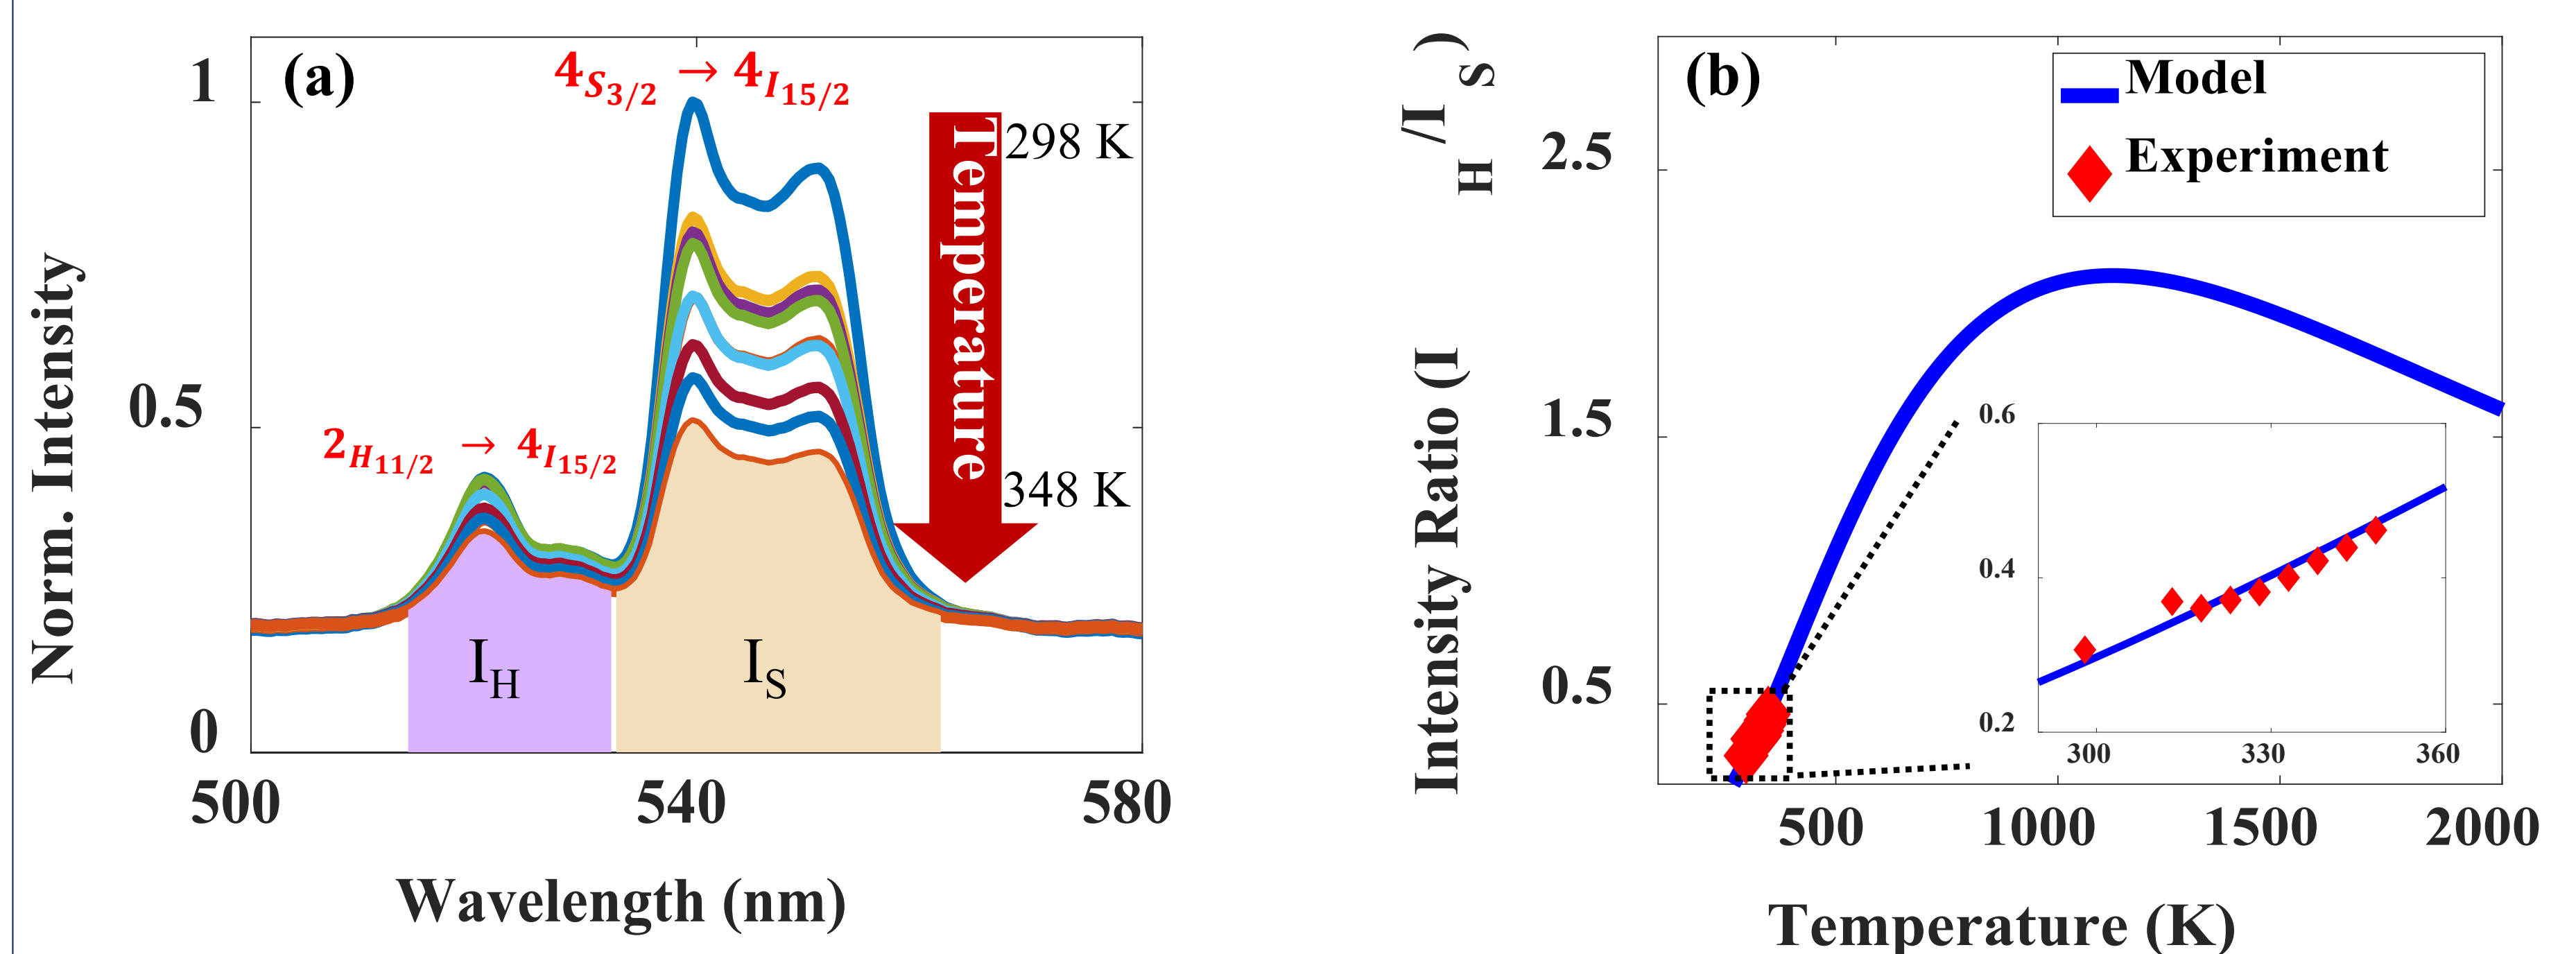 (a)
4S3/2 → 4I15/2
2H11/2 → 4I15/2
Temperature
298 K
348 K
IH
IS
1
0.5
0
500 540 580
Wavelength (nm)
Norm. Intensity
(b)
Model
Experiment
2.5
1.5
0.5
500 1000 1500 2000
Temperature (K)
Intensity Ratio (IH/IS)
0.6
0.4
0.2
300 330 360